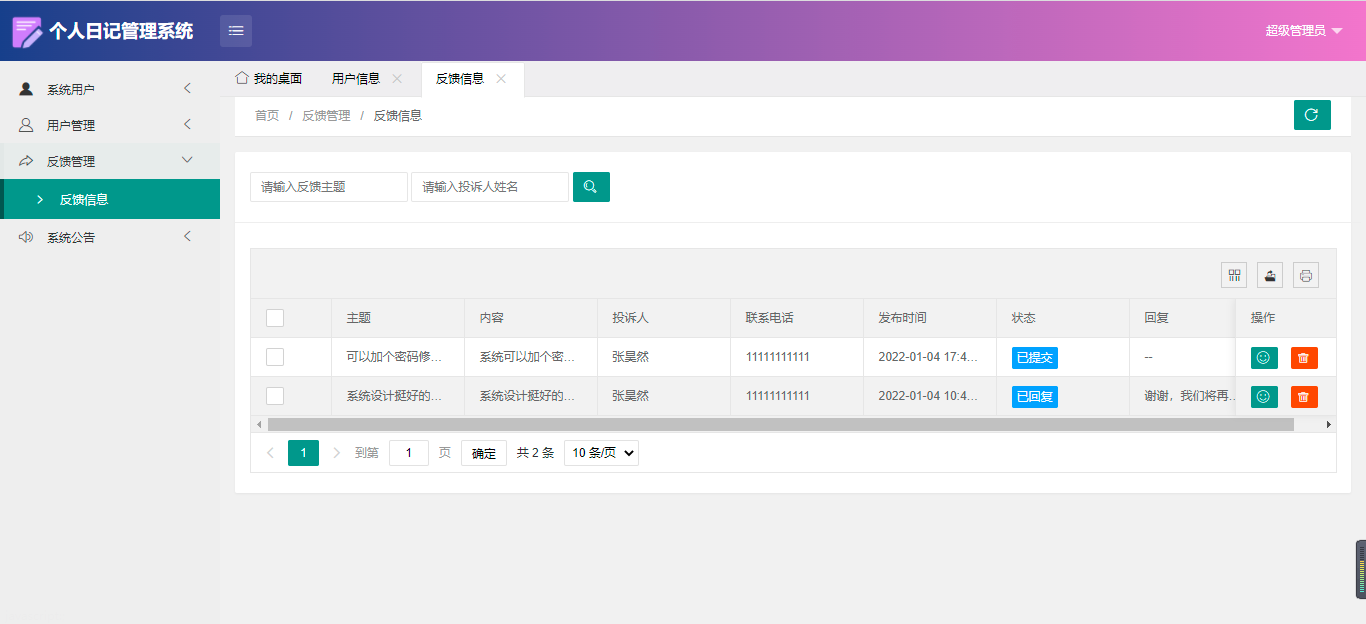 个人日记管理系统
超级管理员
系统用户
用户管理
反馈管理
反馈信息
系统公告
我的桌面 用户信息 反馈信息
首页 / 反馈管理 / 反馈信息
请输入反馈主题 请输入投诉人姓名
主题 内容 投诉人 联系电话 发布时间 状态 回复 操作
可以加个密码修... 系统可以加个密... 张昊然 11111111111 2022-01-04 17:4... 已提交 --
系统设计挺好的... 系统设计挺好的... 张昊然 11111111111 2022-01-04 10:4... 已回复 谢谢，我们将再...
1 到第 1 页 确定 共 2 条 10 条/页